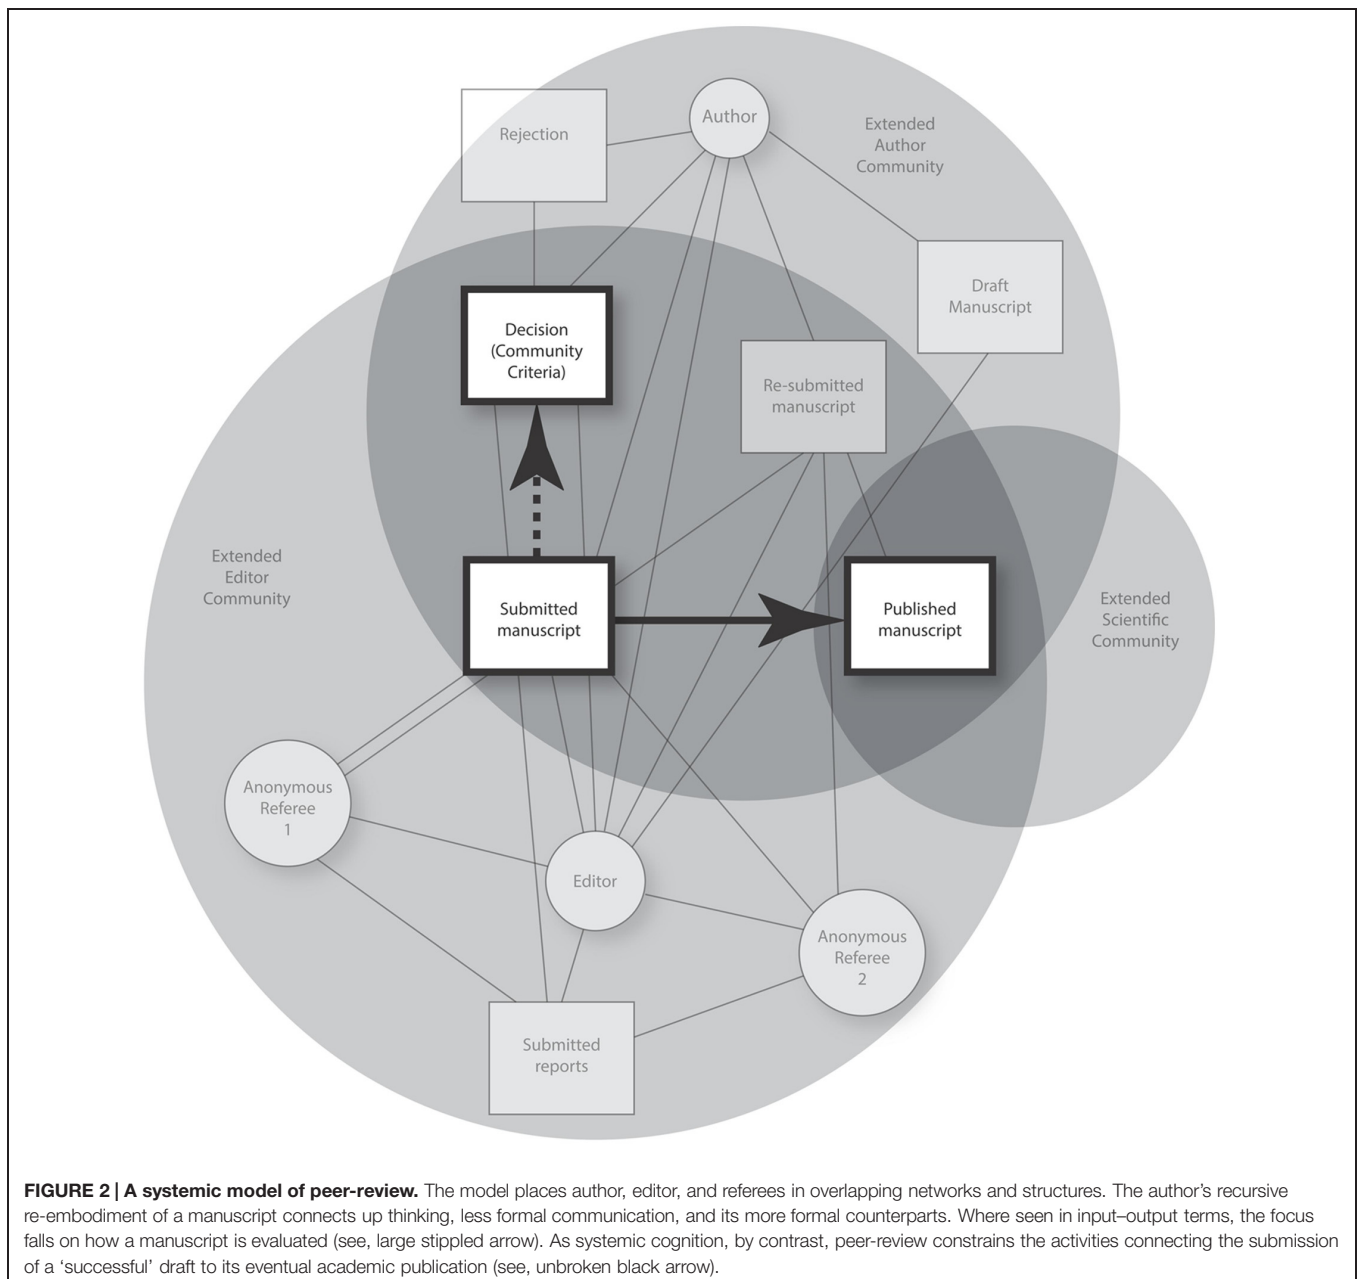 Rejection
Author
Extended
Author
Community
Draft
Manuscript
Decision
(Community
Criteria)
Re-submitted
manuscript
Extended
Editor
Community
Submitted
manuscript
Published
manuscript
Extended
Scientific
Community
Anonymous
Referee
1
Editor
Anonymous
Referee
2
Submitted
reports
FIGURE 2 | A systemic model of peer-review. The model places author, editor, and referees in overlapping networks and structures. The author's recursive
re-embodiment of a manuscript connects up thinking, less formal communication, and its more formal counterparts. Where seen in input–output terms, the focus
falls on how a manuscript is evaluated (see, large stippled arrow). As systemic cognition, by contrast, peer-review constrains the activities connecting the submission
of a 'successful' draft to its eventual academic publication (see, unbroken black arrow).